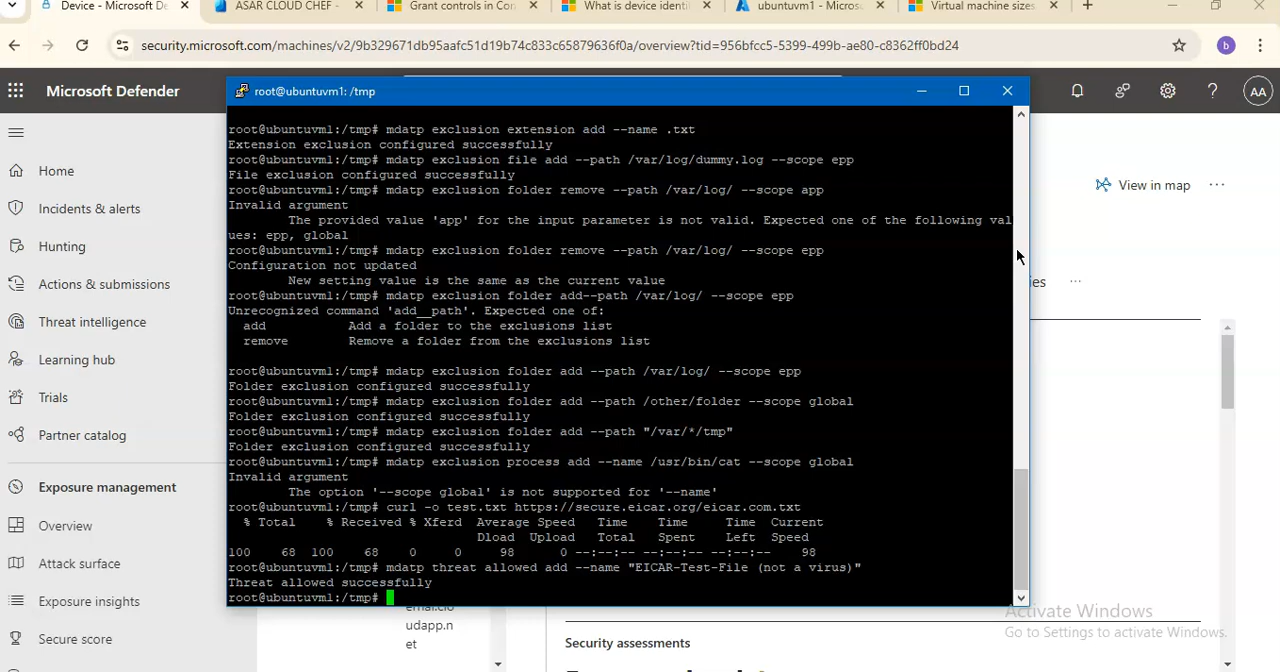 Device - Microsoft De
ASAR CLOUD CHEF -
Grant controls in Con
What is device identi
ubuntuvm1 - Microso
Virtual machine sizes
security.microsoft.com/machines/v2/9b329671db95aafc51d19b74c833c65879636f0a/overview?tid=956bfcc5-5399-499b-ae80-c8362ff0bd24
b
Microsoft Defender
AA
root@ubuntuvm1: /tmp
root@ubuntuvm1:/tmp# mdatp exclusion extension add --name .txt
Extension exclusion configured successfully
root@ubuntuvm1:/tmp# mdatp exclusion file add --path /var/log/dummy.log --scope epp
File exclusion configured successfully
root@ubuntuvm1:/tmp# mdatp exclusion folder remove --path /var/log/ --scope app
Invalid argument
The provided value 'app' for the input parameter is not valid. Expected one of the following val
ues: epp, global
root@ubuntuvm1:/tmp# mdatp exclusion folder remove --path /var/log/ --scope epp
Configuration not updated
New setting value is the same as the current value
root@ubuntuvm1:/tmp# mdatp exclusion folder add--path /var/log/ --scope epp
Unrecognized command 'add__path'. Expected one of:
add Add a folder to the exclusions list
remove Remove a folder from the exclusions list
root@ubuntuvm1:/tmp# mdatp exclusion folder add --path /var/log/ --scope epp
Folder exclusion configured successfully
root@ubuntuvm1:/tmp# mdatp exclusion folder add --path /other/folder --scope global
Folder exclusion configured successfully
root@ubuntuvm1:/tmp# mdatp exclusion folder add --path "/var/*/tmp"
Folder exclusion configured successfully
root@ubuntuvm1:/tmp# mdatp exclusion process add --name /usr/bin/cat --scope global
Invalid argument
The option '--scope global' is not supported for '--name'
root@ubuntuvm1:/tmp# curl -o test.txt https://secure.eicar.org/eicar.com.txt
% Total % Received % Xferd Average Speed Time Time Time Current
Dload Upload Total Spent Left Speed
100 68 100 68 0 0 98 0 --:--:-- --:--:-- --:--:-- 98
root@ubuntuvm1:/tmp# mdatp threat allowed add --name "EICAR-Test-File (not a virus)"
Threat allowed successfully
root@ubuntuvm1:/tmp#
Home
Incidents & alerts
Hunting
Actions & submissions
Threat intelligence
Learning hub
Trials
Partner catalog
Exposure management
Overview
Attack surface
Exposure insights
Secure score
View in map
ies
ernal.clo
udapp.n
et
Security assessments
Activate Windows
Go to Settings to activate Windows.